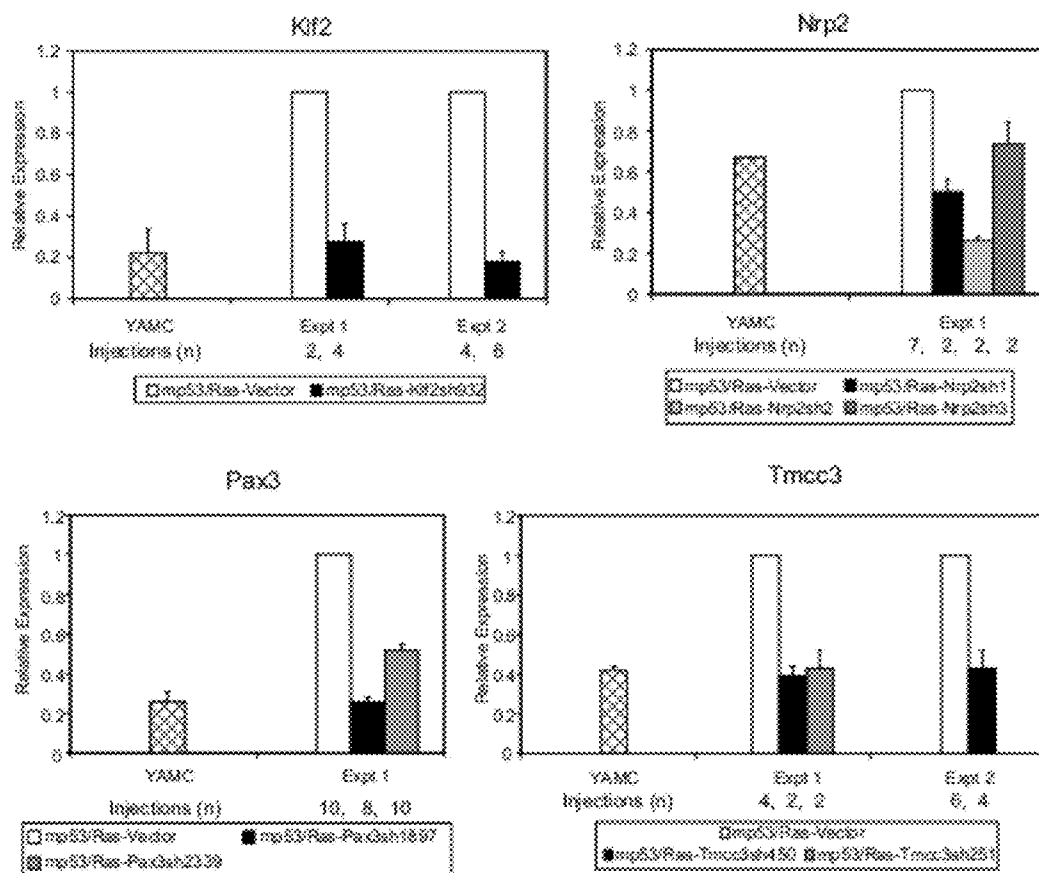 Klf2
1.2
1
0.8
0.6
0.4
0.2
0
Relative Expression
YAMC Expt 1 Expt 2
Injections (n) 2, 4 4, 6
mp53/Ras-Vector mp53/Ras-Klf2sh932
Nrp2
1.2
1
0.8
0.6
0.4
0.2
0
Relative Expression
YAMC Expt 1
Injections (n) 7, 2, 2, 2
mp53/Ras-Vector mp53/Ras-Nrp2sh1
mp53/Ras-Nrp2sh2 mp53/Ras-Nrp2sh3
Pax3
1.2
1
0.8
0.6
0.4
0.2
0
Relative Expression
YAMC Expt 1
Injections (n) 10, 8, 10
mp53/Ras-Vector mp53/Ras-Pax3sh1697
mp53/Ras-Pax3sh2339
Tmcc3
1.2
1
0.8
0.6
0.4
0.2
0
Relative Expression
YAMC Expt 1 Expt 2
Injections (n) 4, 2, 2 6, 4
mp53/Ras-Vector
mp53/Ras-Tmcc3sh150 mp53/Ras-Tmcc3sh251